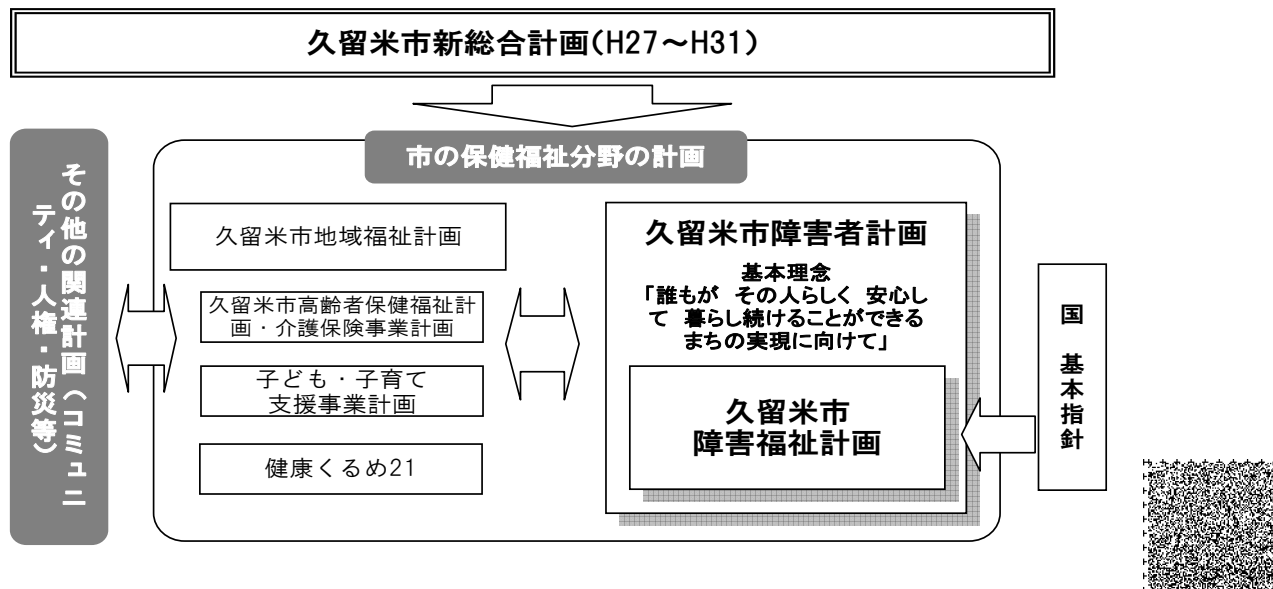 久留米市新総合計画(H27～H31)
市の保健福祉分野の計画
その他の関連計画（コミュニ
ティ・人権・防災等）
久留米市地域福祉計画
久留米市高齢者保健福祉計
画・介護保険事業計画
子ども・子育て
支援事業計画
健康くるめ21
久留米市障害者計画
基本理念
「誰もが その人らしく 安心し
て 暮らし続けることができる
まちの実現に向けて」
久留米市
障害福祉計画
国 基本指針